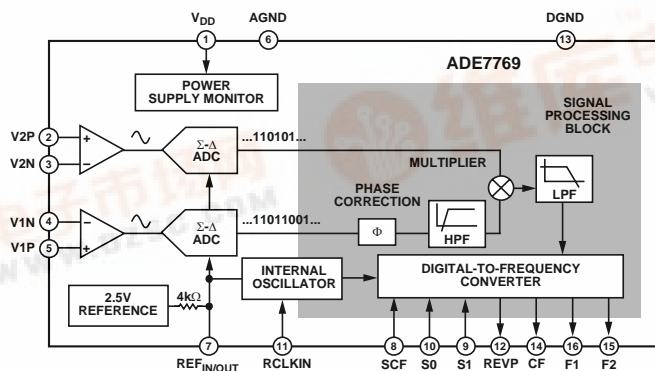 VDD
AGND
DGND
1
6
13
ADE7769
POWER
SUPPLY MONITOR
SIGNAL
PROCESSING
BLOCK
V2P 2
+
Σ-Δ
ADC
...110101...
V2N 3
–
MULTIPLIER
LPF
PHASE
CORRECTION
V1N 4
–
Σ-Δ
ADC
...11011001...
Φ
HPF
V1P 5
+
INTERNAL
OSCILLATOR
DIGITAL-TO-FREQUENCY
CONVERTER
2.5V
REFERENCE
4kΩ
7
11
8
10
9
12
14
16
15
REFIN/OUT
RCLKIN
SCF
S0
S1
REVP
CF
F1
F2